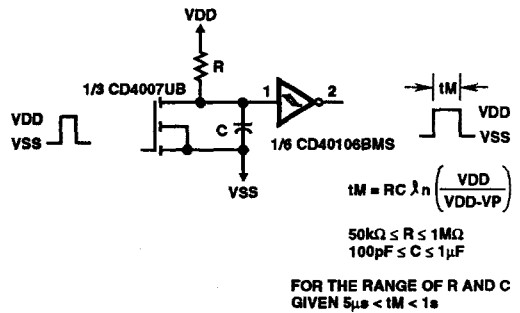 VDD
R
1/3 CD4007UB
1
2
tM
VDD
VSS
VDD
VSS
C
1/6 CD40106BMS
VSS
tM = RC ln (VDD / VDD-VP)
50kΩ ≤ R ≤ 1MΩ
100pF ≤ C ≤ 1μF
FOR THE RANGE OF R AND C
GIVEN 5μs < tM < 1s